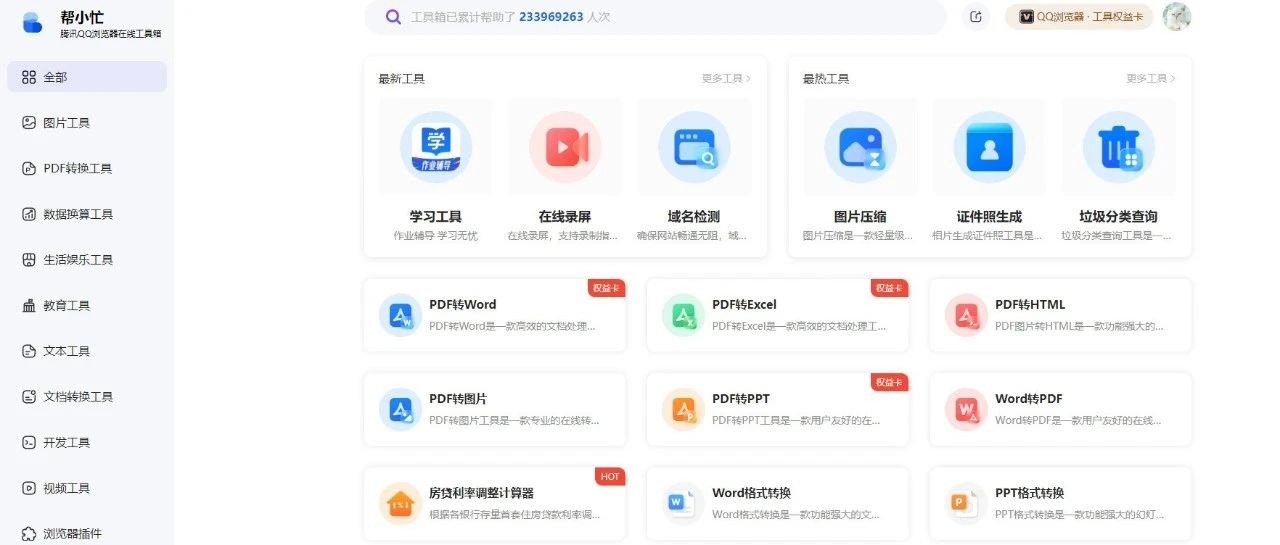 帮小忙
腾讯QQ浏览器在线工具箱
工具箱已累计帮助了 233969263 人次
QQ浏览器 · 工具权益卡
全部
图片工具
PDF转换工具
数据换算工具
生活娱乐工具
教育工具
文本工具
文档转换工具
开发工具
视频工具
浏览器插件
最新工具
更多工具 >
学
作业辅导
学习工具
作业辅导 学习无忧
在线录屏
在线录屏，支持录制指...
域名检测
确保网站畅通无阻，域...
最热工具
更多工具 >
图片压缩
图片压缩是一款轻量级...
证件照生成
相片生成证件照工具是...
垃圾分类查询
垃圾分类查询工具是一...
权益卡
PDF转Word
PDF转Word是一款高效的文档处理...
权益卡
PDF转Excel
PDF转Excel是一款高效的文档处理工...
PDF转HTML
PDF图片转HTML是一款功能强大的...
PDF转图片
PDF转图片工具是一款专业的在线转...
权益卡
PDF转PPT
PDF转PPT工具是一款用户友好的在...
Word转PDF
Word转PDF是一款用户友好的在线...
HOT
房贷利率调整计算器
根据各银行存量首套住房贷款利率调...
Word格式转换
Word格式转换是一款功能强大的文...
PPT格式转换
PPT格式转换是一款功能强大的幻灯...